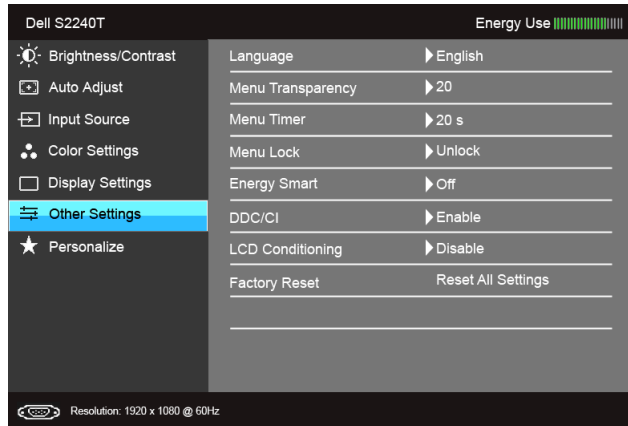 Dell S2240T Energy Use
Brightness/Contrast
Auto Adjust
Input Source
Color Settings
Display Settings
Other Settings
Personalize
Language English
Menu Transparency 20
Menu Timer 20 s
Menu Lock Unlock
Energy Smart Off
DDC/CI Enable
LCD Conditioning Disable
Factory Reset Reset All Settings
Resolution: 1920 x 1080 @ 60Hz